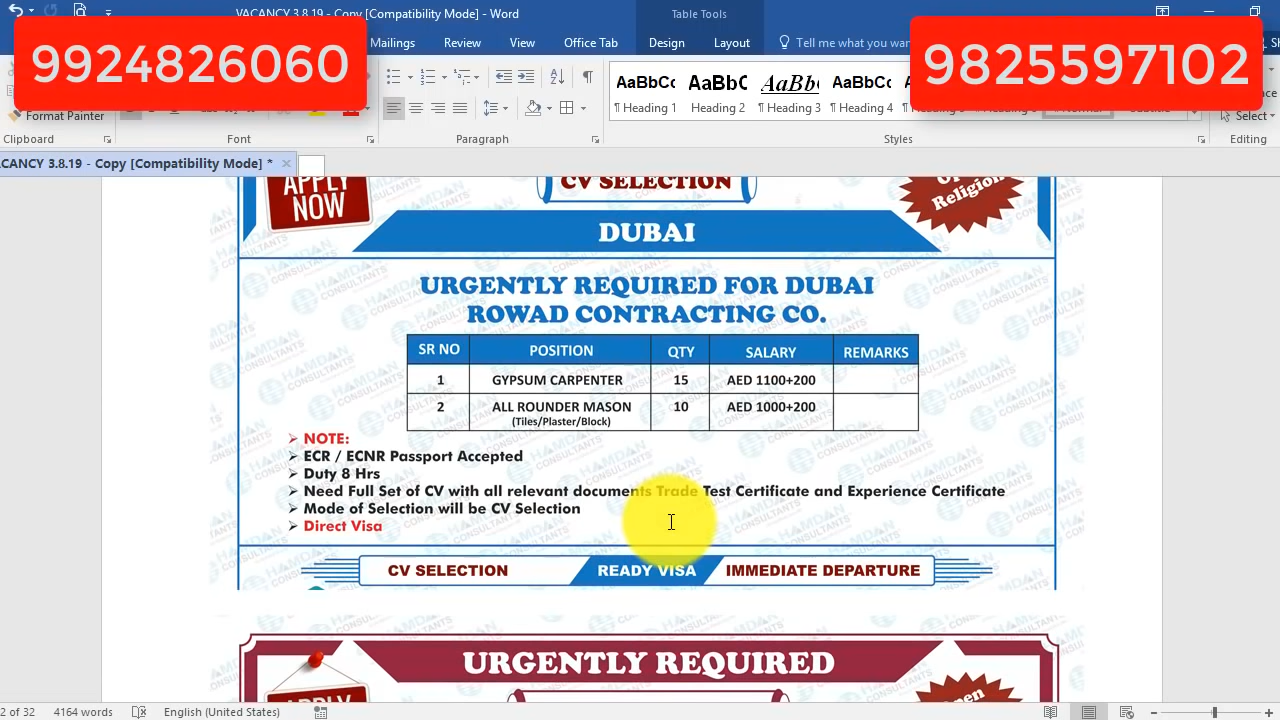 VACANCY 3.8.19 - Copy [Compatibility Mode] - Word
Table Tools
9924826060
9825597102
Mailings
Review
View
Office Tab
Design
Layout
Tell me what you
Format Painter
AaBbCc
AaBbC
AaBbC
AaBbCc
¶ Heading 1
¶ Heading 2
¶ Heading 3
¶ Heading 4
Select
Clipboard
Font
Paragraph
Styles
Editing
CANCY 3.8.19 - Copy [Compatibility Mode] *
APPLY
NOW
CV SELECTION
Religion
DUBAI
URGENTLY REQUIRED FOR DUBAI
ROWAD CONTRACTING CO.
SR NO POSITION QTY SALARY REMARKS
1 GYPSUM CARPENTER 15 AED 1100+200
2 ALL ROUNDER MASON 10 AED 1000+200
(Tiles/Plaster/Block)
➢ NOTE:
➢ ECR / ECNR Passport Accepted
➢ Duty 8 Hrs
➢ Need Full Set of CV with all relevant documents Trade Test Certificate and Experience Certificate
➢ Mode of Selection will be CV Selection
➢ Direct Visa
CV SELECTION READY VISA IMMEDIATE DEPARTURE
HAMDAN
CONSULTANTS
URGENTLY REQUIRED
APPLY
Open
2 of 32
4164 words
English (United States)